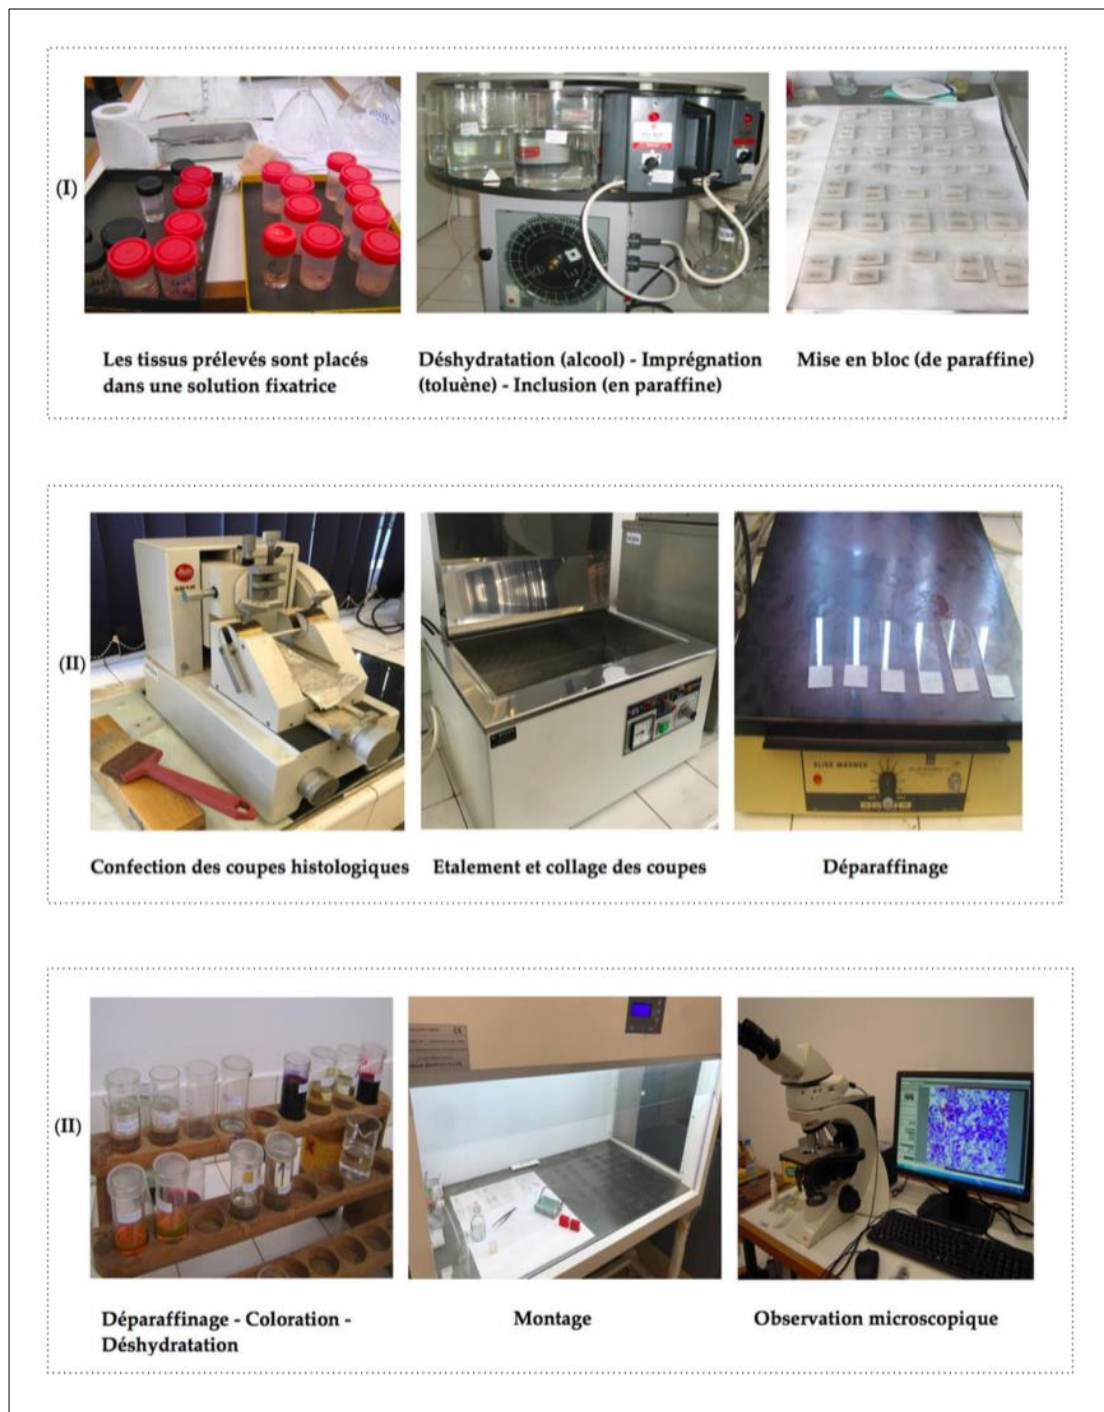 (I)
Les tissus prélevés sont placés
dans une solution fixatrice
Déshydratation (alcool) - Imprégnation
(toluène) - Inclusion (en paraffine)
Mise en bloc (de paraffine)
(II)
SLIDE WARMER
Confection des coupes histologiques
Etalement et collage des coupes
Déparaffinage
(II)
Déparaffinage - Coloration -
Déshydratation
Montage
Observation microscopique